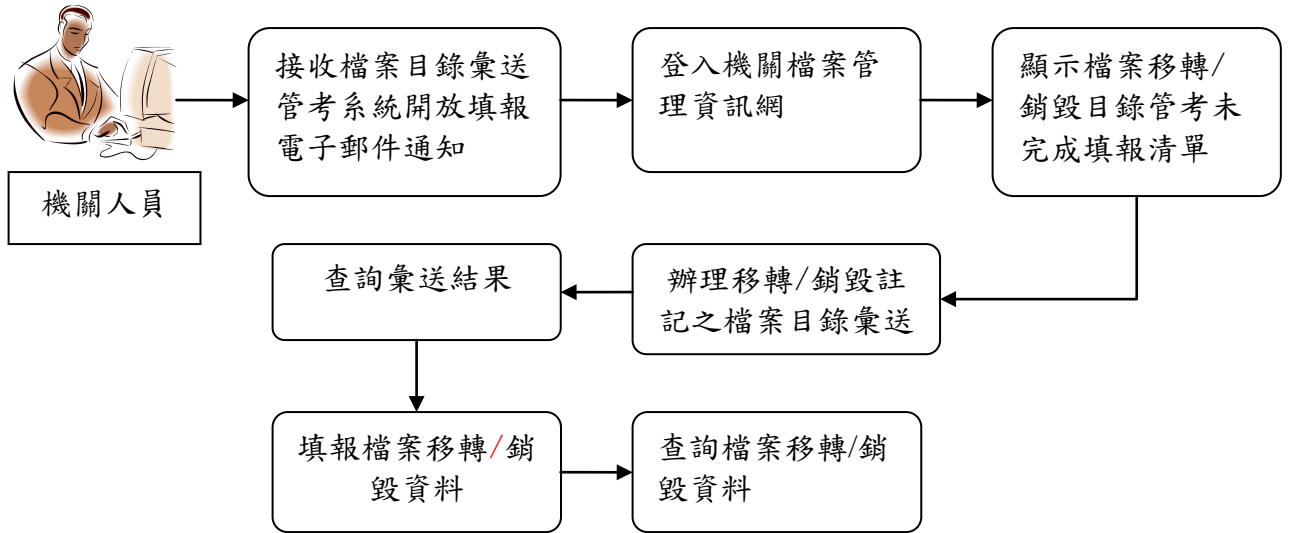 接收檔案目錄彙送
管考系統開放填報
電子郵件通知
登入機關檔案管
理資訊網
顯示檔案移轉/
銷毀目錄管考未
完成填報清單
機關人員
辦理移轉/銷毀註
記之檔案目錄彙送
查詢彙送結果
填報檔案移轉/銷
毀資料
查詢檔案移轉/銷
毀資料